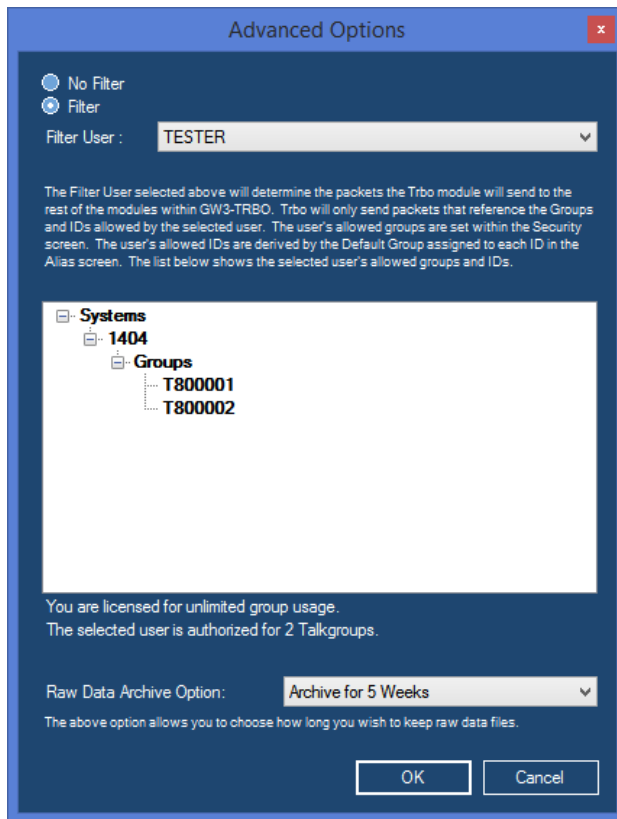 Advanced Options
x
No Filter
Filter
Filter User :
TESTER
The Filter User selected above will determine the packets the Trbo module will send to the
rest of the modules within GW3-TRBO. Trbo will only send packets that reference the Groups
and IDs allowed by the selected user. The user's allowed groups are set within the Security
screen. The user's allowed IDs are derived by the Default Group assigned to each ID in the
Alias screen. The list below shows the selected user's allowed groups and IDs.
Systems
1404
Groups
T800001
T800002
You are licensed for unlimited group usage.
The selected user is authorized for 2 Talkgroups.
Raw Data Archive Option:
Archive for 5 Weeks
The above option allows you to choose how long you wish to keep raw data files.
OK
Cancel